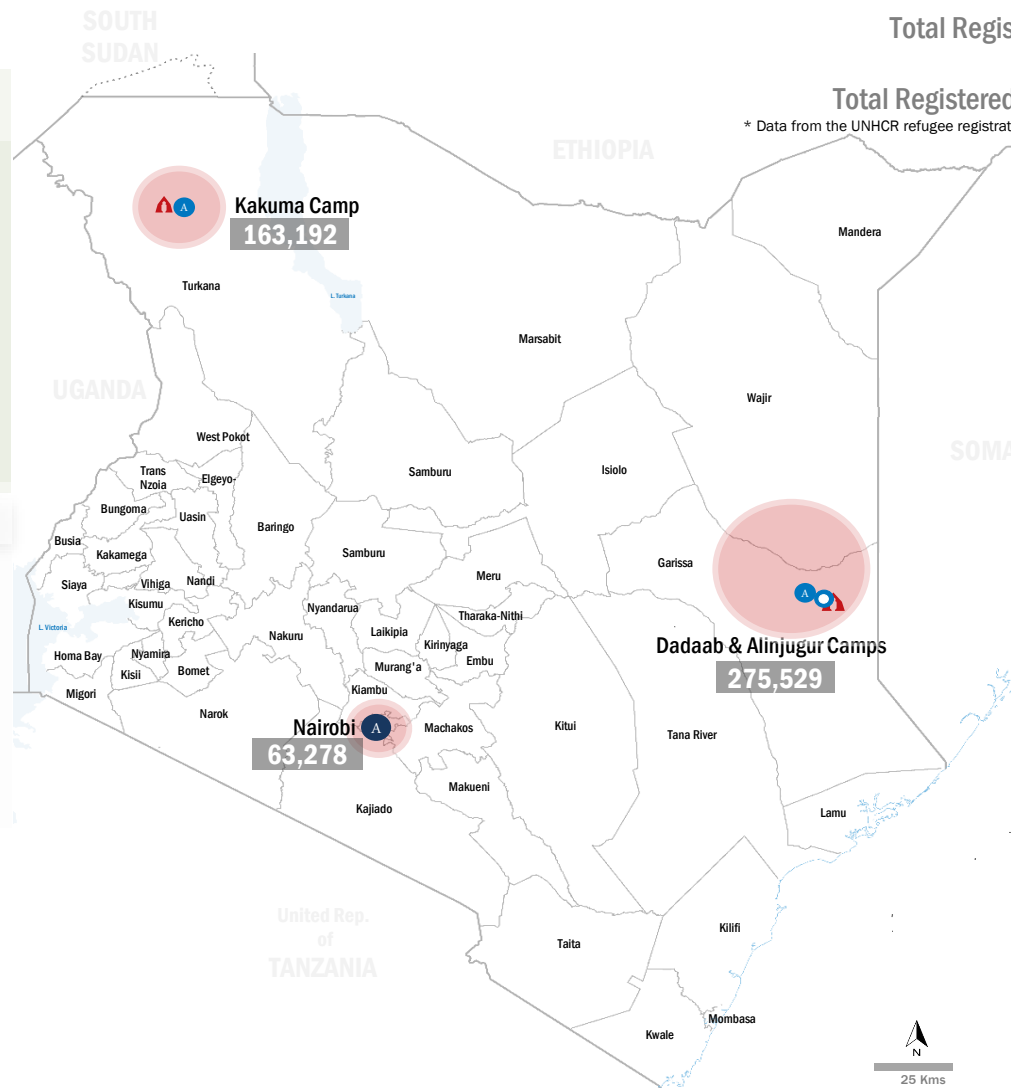 SOUTH
SUDAN
Total Regis
Total Registered
* Data from the UNHCR refugee registrat
ETHIOPIA
A
Kakuma Camp
163,192
Mandera
Turkana
L. Turkana
Marsabit
UGANDA
Wajir
West Pokot
SOMA
Trans
Nzoia
Elgeyo-
Samburu
Isiolo
Bungoma
Uasin
Baringo
Busia
Kakamega
Samburu
Garissa
Siaya
Vihiga
Nandi
Meru
A
Kisumu
Nyandarua
Tharaka-Nithi
L. Victoria
Kericho
Laikipia
Nakuru
Kirinyaga
Dadaab & Alinjugur Camps
275,529
Homa Bay
Nyamira
Murang'a
Embu
Kisii
Bomet
Migori
Kiambu
Narok
Nairobi
A
63,278
Machakos
Kitui
Tana River
Makueni
Kajiado
Lamu
United Rep.
of
TANZANIA
Kilifi
Taita
Mombasa
Kwale
N
25 Kms